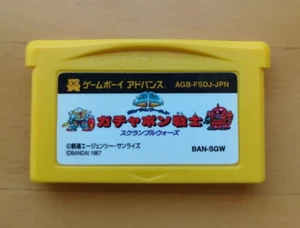 ゲームボーイ アドバンス AGB-FSDJ-JPN
ガチャポン戦士
スクランブルウォーズ
©創通エージェンシー・サンライズ
©BANDAI 1987 BAN-SGW